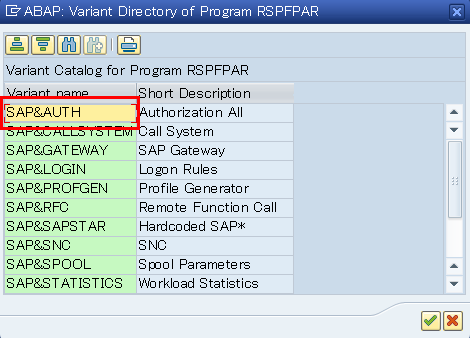 ABAP: Variant Directory of Program RSPFPAR
Variant Catalog for Program RSPFPAR
Variant name Short Description
SAP&AUTH Authorization All
SAP&CALLSYSTEM Call System
SAP&GATEWAY SAP Gateway
SAP&LOGIN Logon Rules
SAP&PROFGEN Profile Generator
SAP&RFC Remote Function Call
SAP&SAPSTAR Hardcoded SAP*
SAP&SNC SNC
SAP&SPOOL Spool Parameters
SAP&STATISTICS Workload Statistics